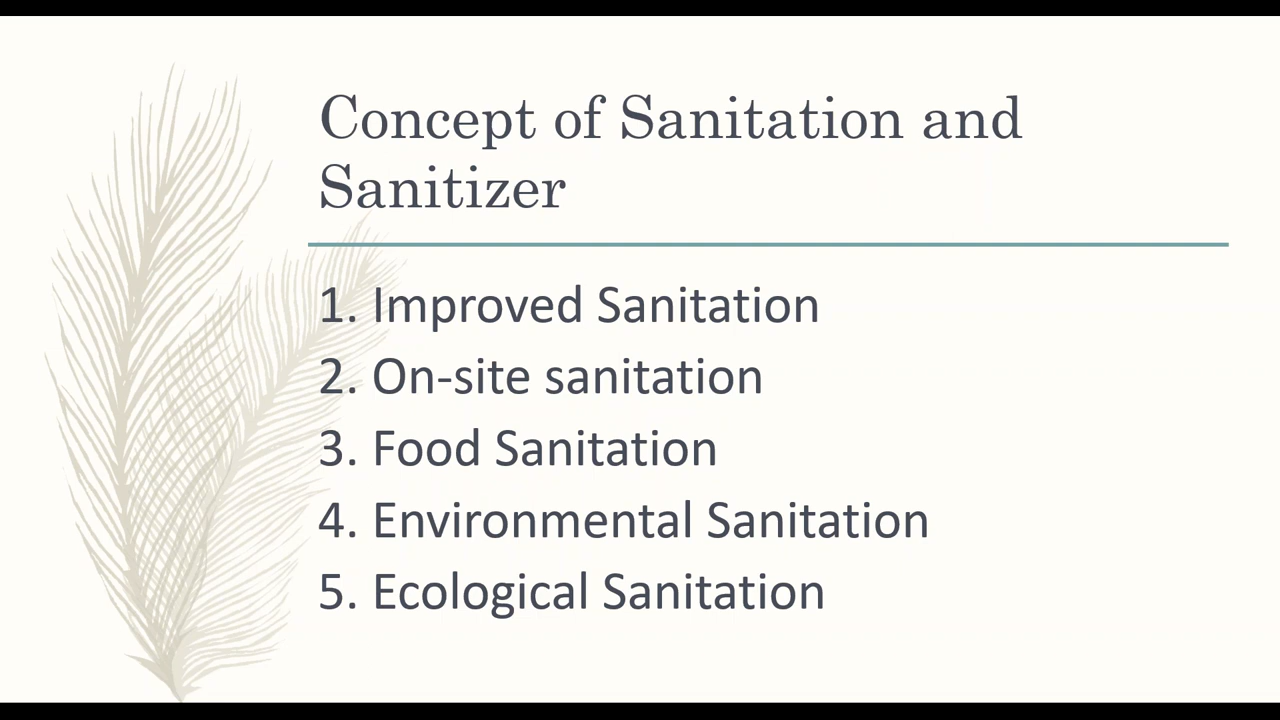 Concept of Sanitation and
Sanitizer
1. Improved Sanitation
2. On-site sanitation
3. Food Sanitation
4. Environmental Sanitation
5. Ecological Sanitation